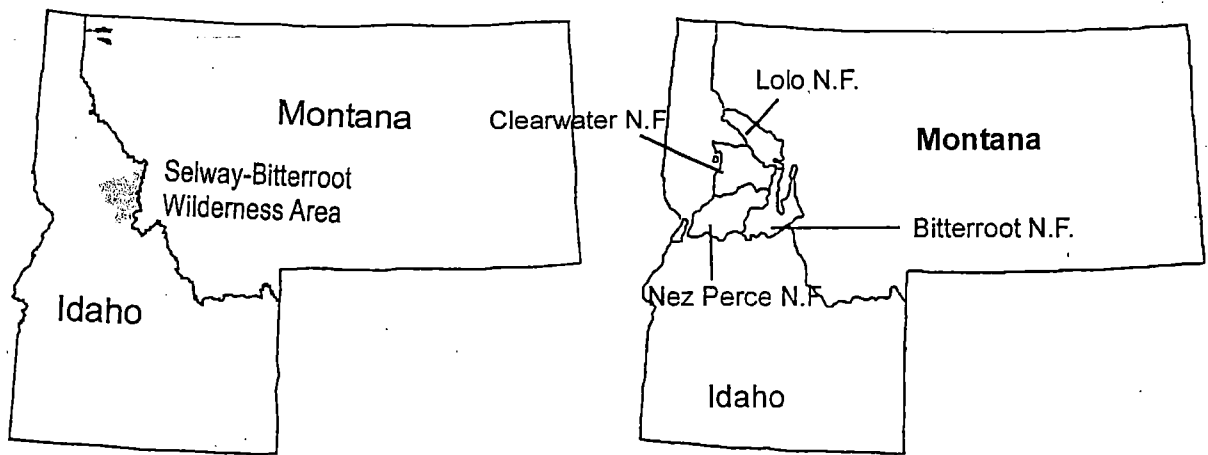 Montana
Selway-Bitterroot
Wilderness Area
Idaho
Lolo N.F.
Clearwater N.F
Montana
Bitterroot N.F.
Nez Perce N.F
Idaho